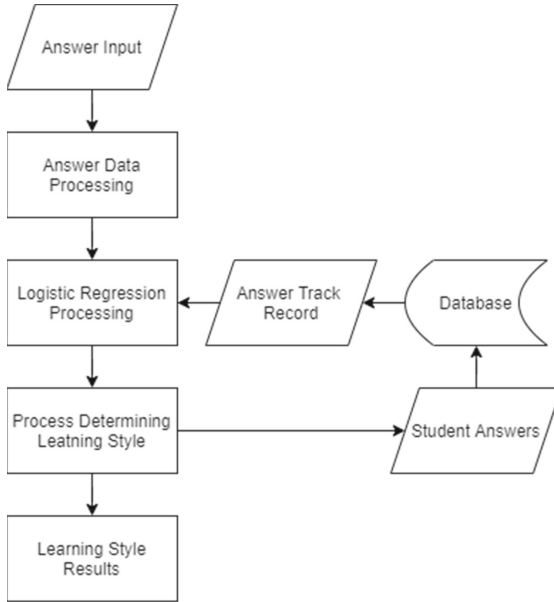 Answer Input
Answer Data
Processing
Logistic Regression
Processing
Answer Track
Record
Database
Process Determining
Leatning Style
Student Answers
Learning Style
Results